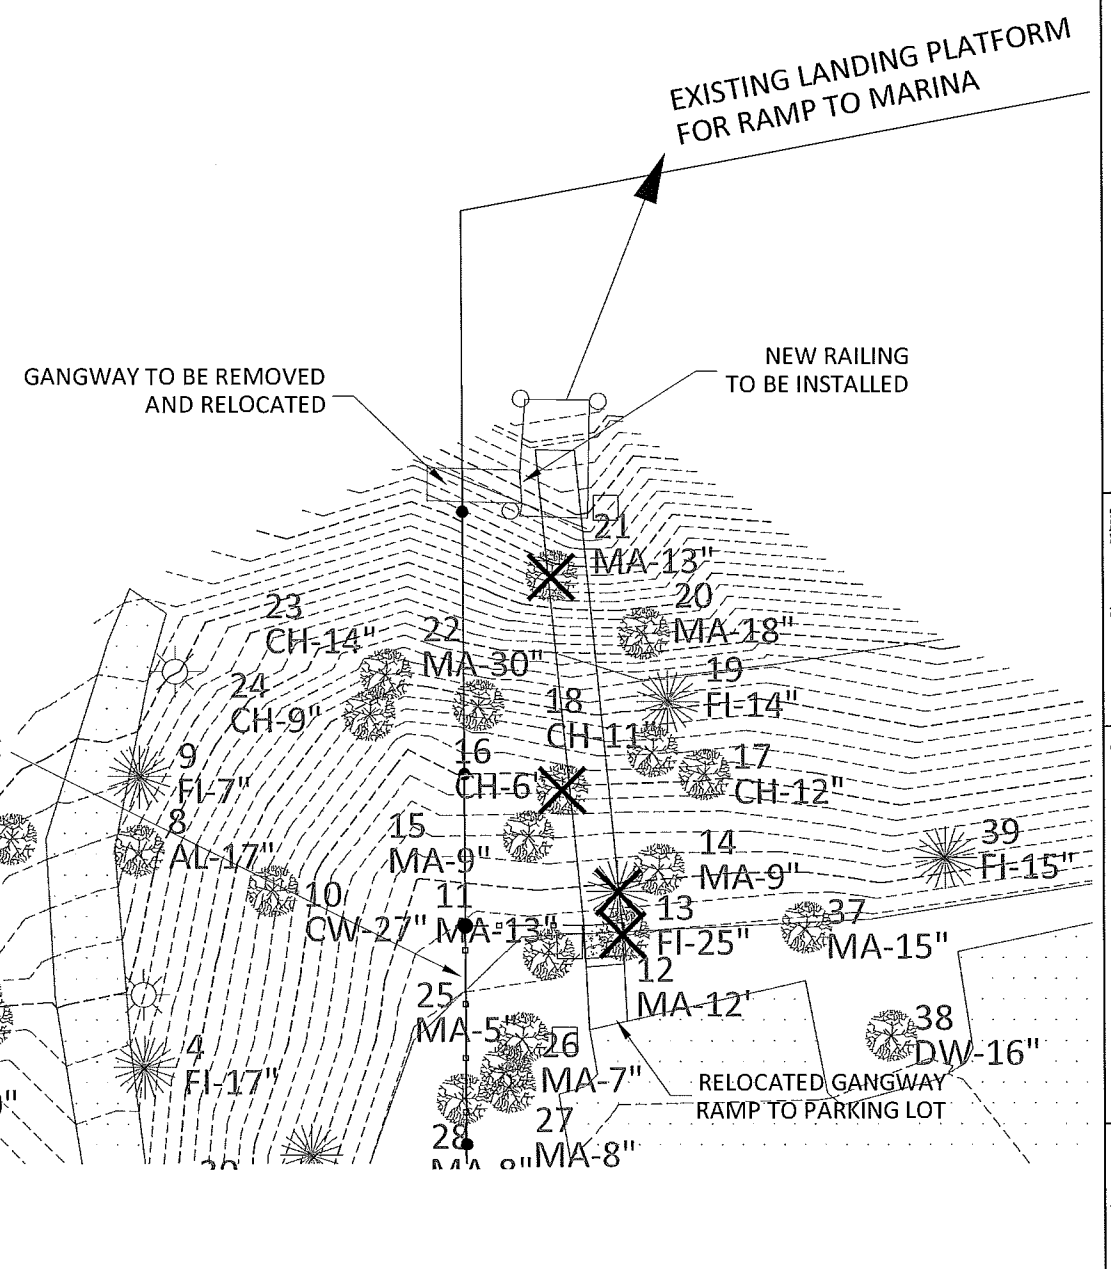 EXISTING LANDING PLATFORM
FOR RAMP TO MARINA
GANGWAY TO BE REMOVED
AND RELOCATED
NEW RAILING
TO BE INSTALLED
21
MA-13"
20
MA-18"
23
CH-14"
22
MA-30"
19
FI-14"
24
CH-9"
18
CH-11
16
CH-6"
17
CH-12"
9
FI-7"
8
AL-17"
15
MA-9"
14
MA-9"
39
FI-15"
10
CW-27"
11
MA-13"
13
FI-25"
37
MA-15"
12
MA-12'
25
MA-5"
38
DW-16"
26
MA-7"
4
FI-17"
RELOCATED GANGWAY
RAMP TO PARKING LOT
27
MA-8"
28
MA-8"